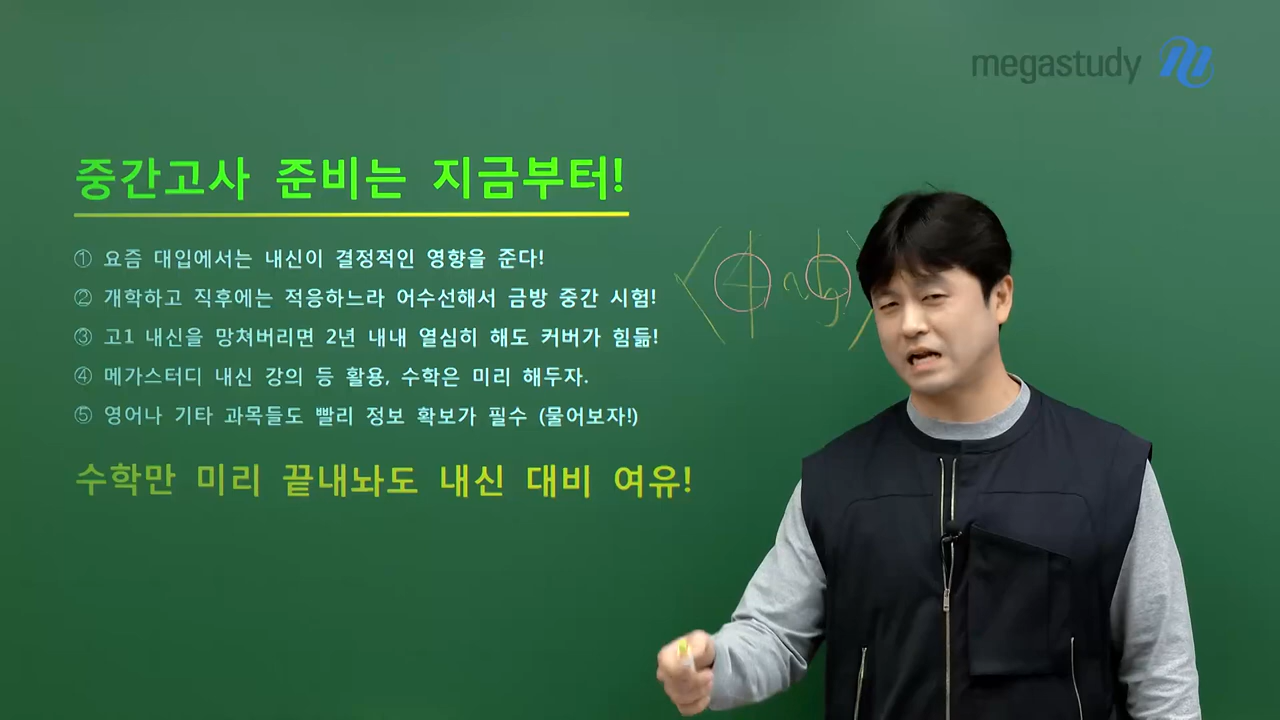 megastudy
중간고사 준비는 지금부터!
① 요즘 대입에서는 내신이 결정적인 영향을 준다!
② 개학하고 직후에는 적응하느라 어수선해서 금방 중간 시험!
③ 고1 내신을 망쳐버리면 2년 내내 열심히 해도 커버가 힘듦!
④ 메가스터디 내신 강의 등 활용, 수학은 미리 해두자.
⑤ 영어나 기타 과목들도 빨리 정보 확보가 필수 (물어보자!)
수학만 미리 끝내놔도 내신 대비 여유!